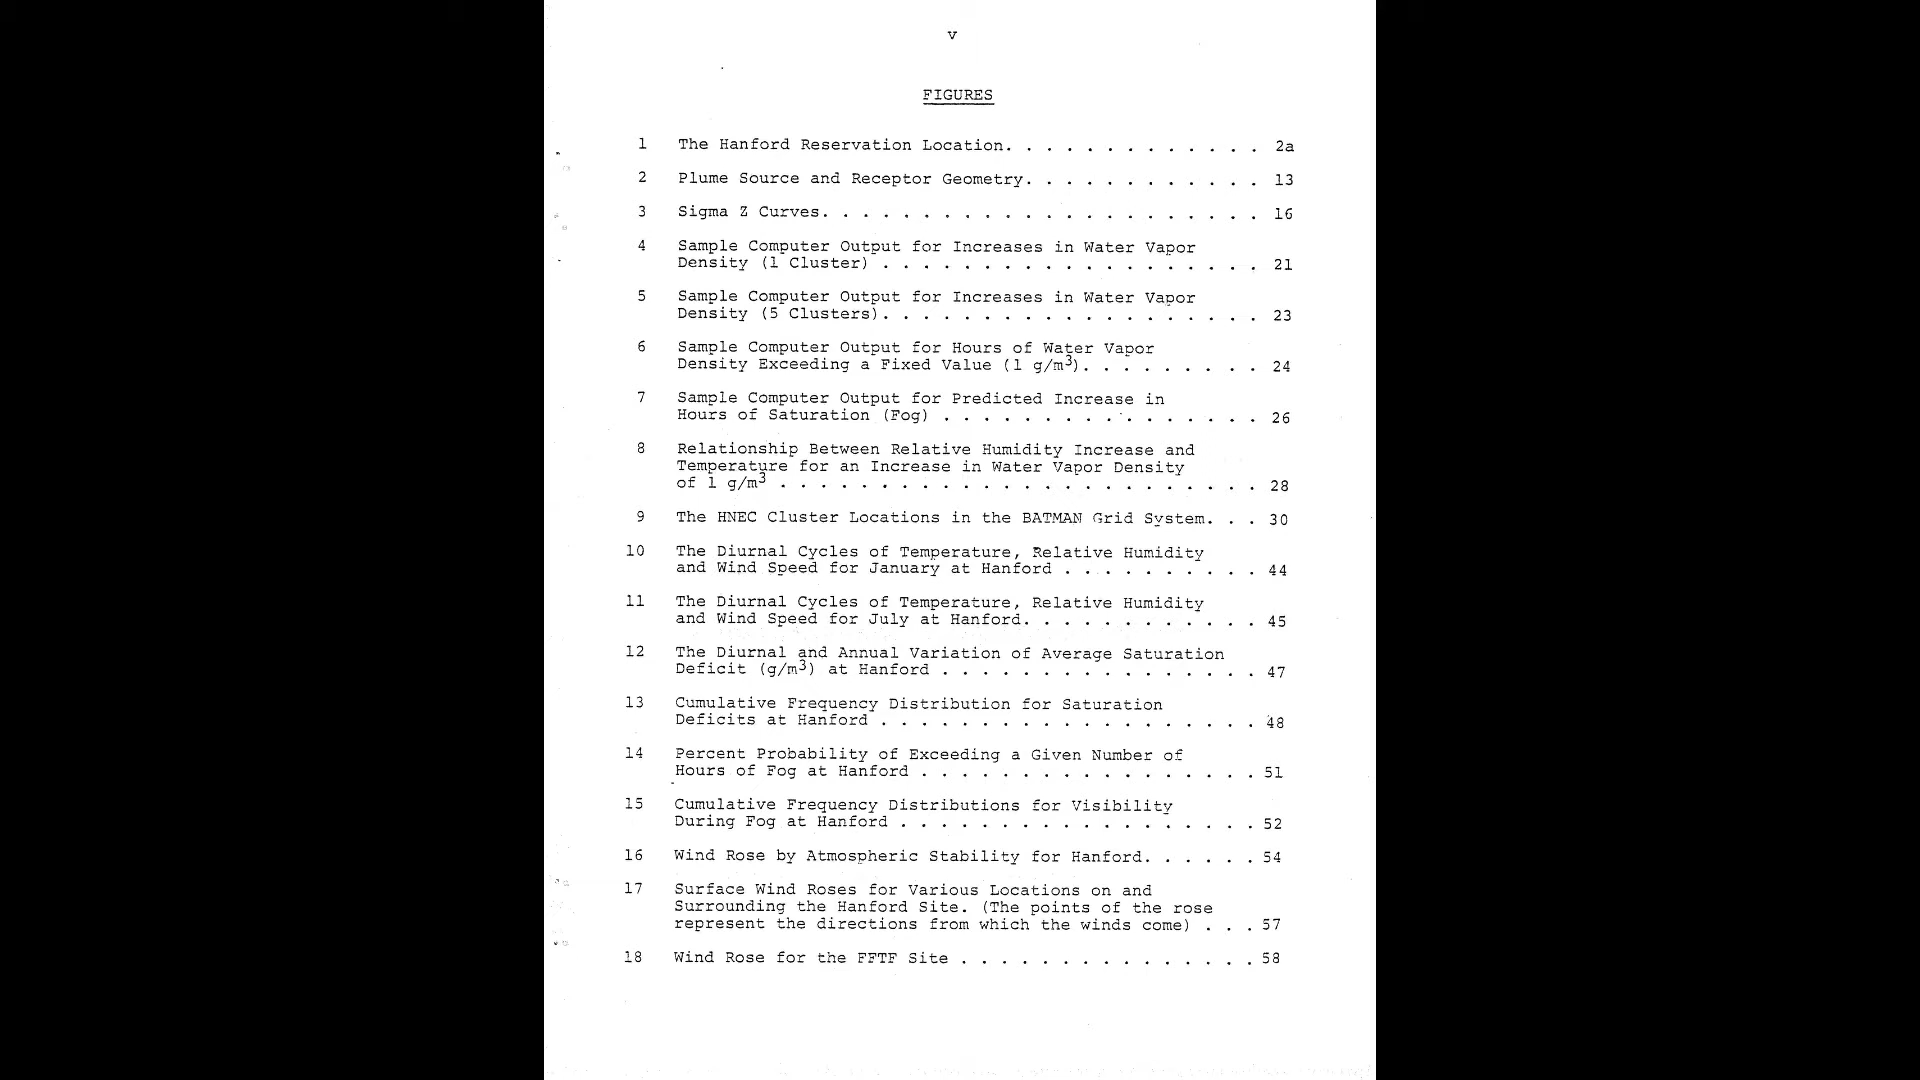 v
FIGURES
1 The Hanford Reservation Location. . . . . . . . . . . . . 2a
2 Plume Source and Receptor Geometry. . . . . . . . . . . . 13
3 Sigma Z Curves. . . . . . . . . . . . . . . . . . . . . . 16
4 Sample Computer Output for Increases in Water Vapor
Density (1 Cluster) . . . . . . . . . . . . . . . . . . . 21
5 Sample Computer Output for Increases in Water Vapor
Density (5 Clusters). . . . . . . . . . . . . . . . . . . 23
6 Sample Computer Output for Hours of Water Vapor
Density Exceeding a Fixed Value (1 g/m³). . . . . . . . . 24
7 Sample Computer Output for Predicted Increase in
Hours of Saturation (Fog) . . . . . . . . . . . . . . . . 26
8 Relationship Between Relative Humidity Increase and
Temperature for an Increase in Water Vapor Density
of 1 g/m³ . . . . . . . . . . . . . . . . . . . . . . . . 28
9 The HNEC Cluster Locations in the BATMAN Grid System. . . 30
10 The Diurnal Cycles of Temperature, Relative Humidity
and Wind Speed for January at Hanford . . . . . . . . . . 44
11 The Diurnal Cycles of Temperature, Relative Humidity
and Wind Speed for July at Hanford. . . . . . . . . . . . 45
12 The Diurnal and Annual Variation of Average Saturation
Deficit (g/m³) at Hanford . . . . . . . . . . . . . . . . 47
13 Cumulative Frequency Distribution for Saturation
Deficits at Hanford . . . . . . . . . . . . . . . . . . . 48
14 Percent Probability of Exceeding a Given Number of
Hours of Fog at Hanford . . . . . . . . . . . . . . . . . 51
15 Cumulative Frequency Distributions for Visibility
During Fog at Hanford . . . . . . . . . . . . . . . . . . 52
16 Wind Rose by Atmospheric Stability for Hanford. . . . . . 54
17 Surface Wind Roses for Various Locations on and
Surrounding the Hanford Site. (The points of the rose
represent the directions from which the winds come) . . . 57
18 Wind Rose for the FFTF Site . . . . . . . . . . . . . . . 58